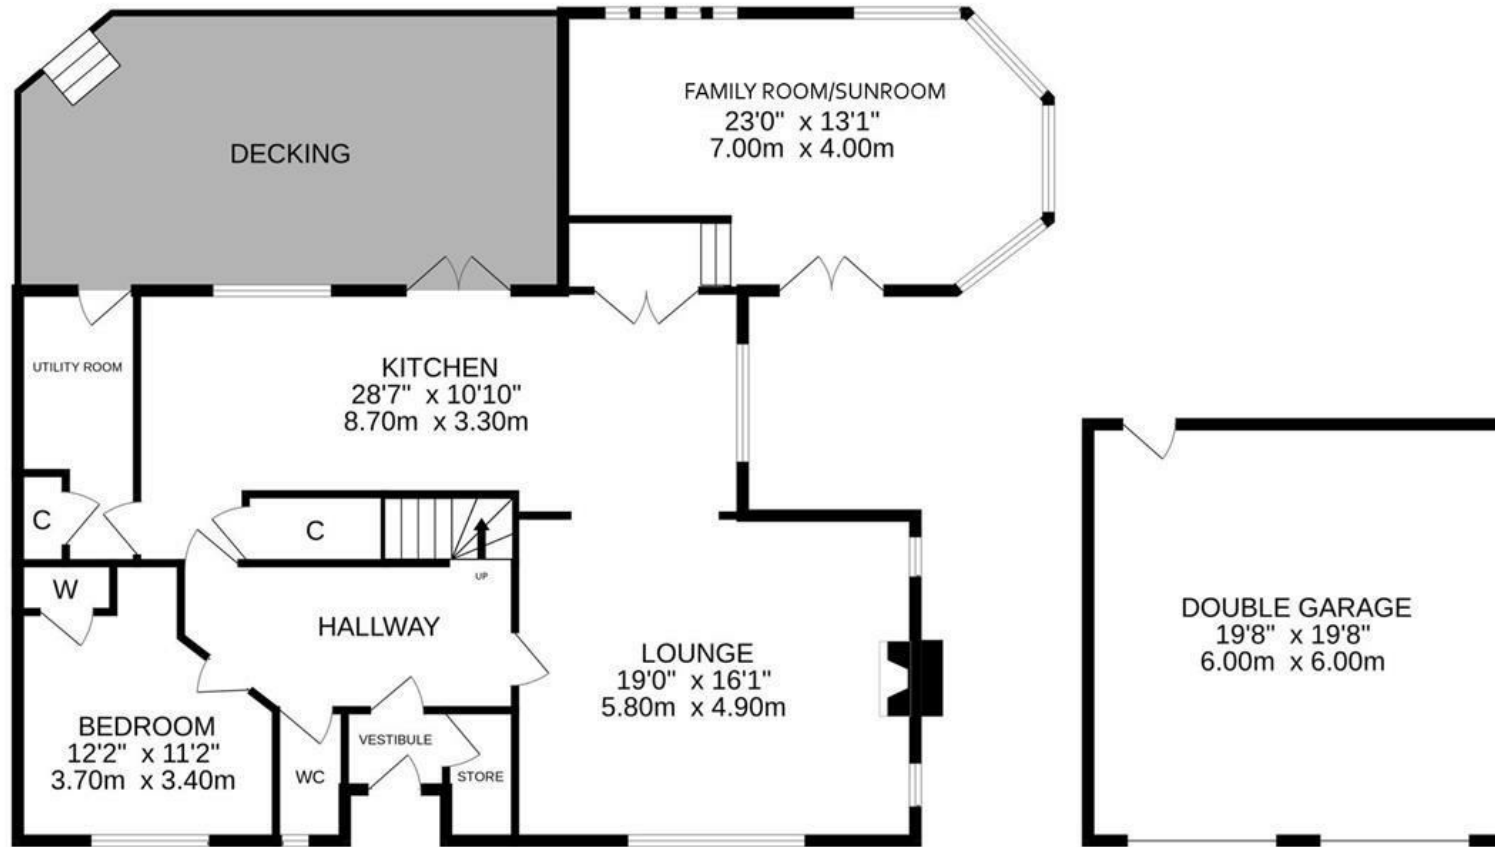 DECKING
FAMILY ROOM/SUNROOM
23'0" x 13'1"
7.00m x 4.00m
UTILITY ROOM
KITCHEN
28'7" x 10'10"
8.70m x 3.30m
C
C
W
UP
HALLWAY
LOUNGE
19'0" x 16'1"
5.80m x 4.90m
BEDROOM
12'2" x 11'2"
3.70m x 3.40m
WC
VESTIBULE
STORE
DOUBLE GARAGE
19'8" x 19'8"
6.00m x 6.00m